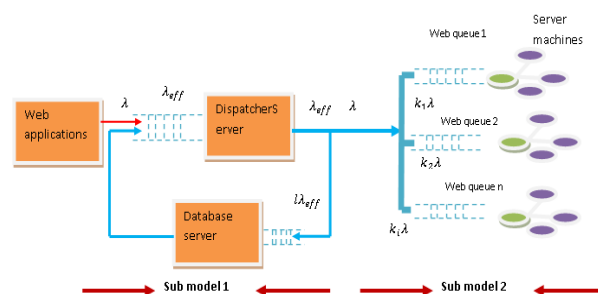 Server
machines
Web queue 1
λ
λeff
Web
applications
DispatcherS
erver
λeff
λ
k1λ
Web queue 2
k2λ
Web queue n
lλeff
Database
server
kiλ
Sub model 1
Sub model 2